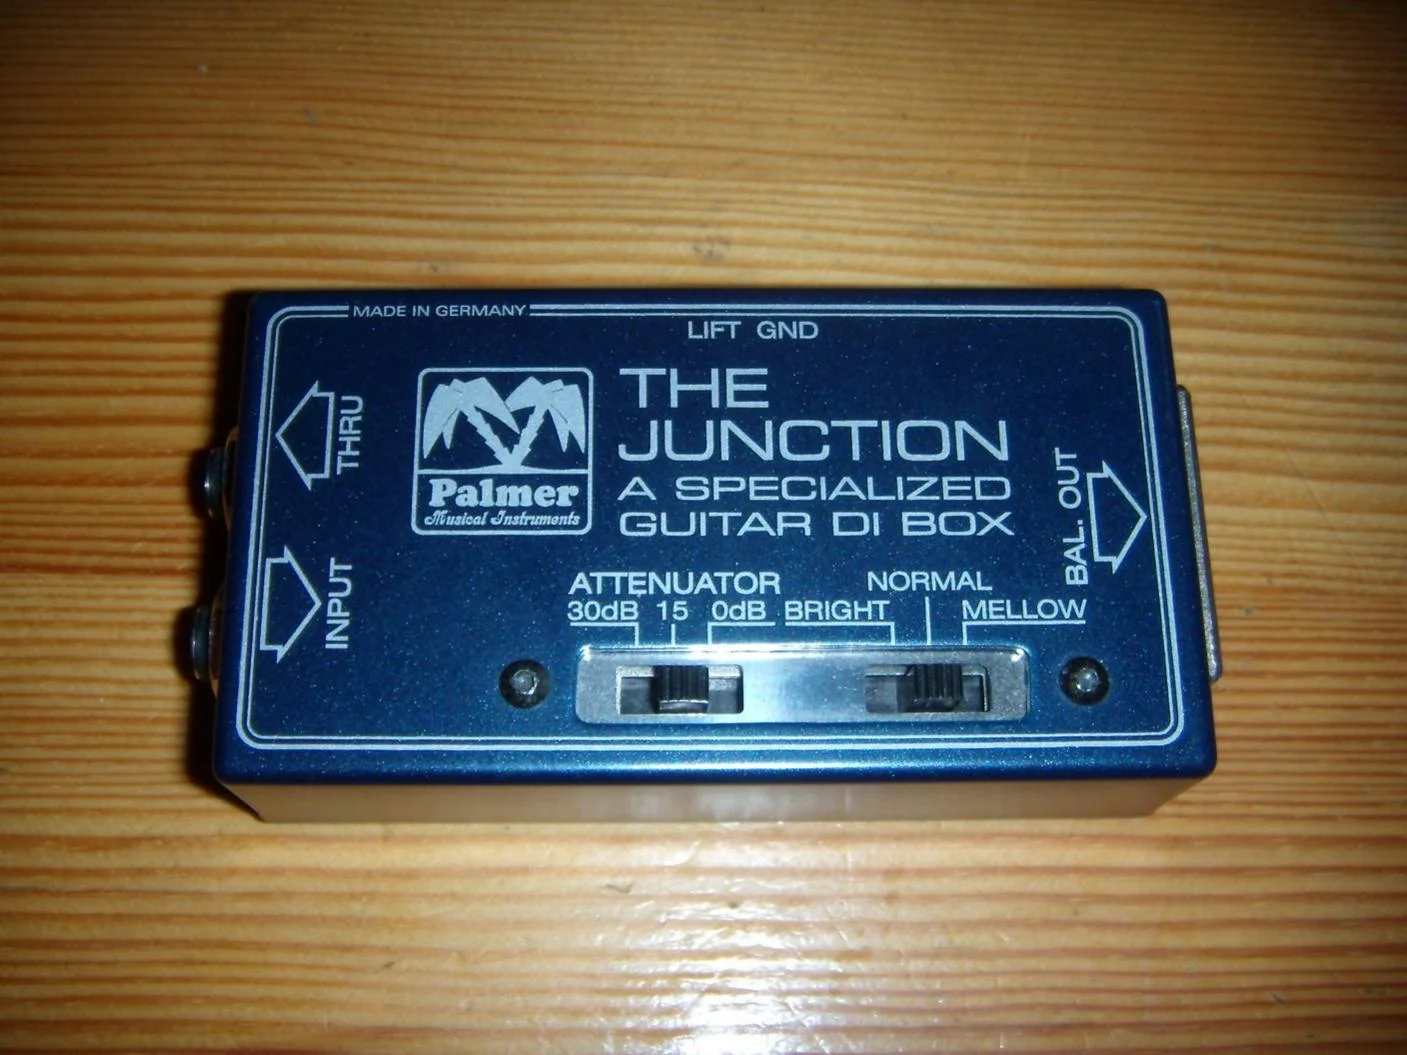 MADE IN GERMANY
LIFT GND
THRU
INPUT
Palmer
Musical Instruments
THE
JUNCTION
A SPECIALIZED
GUITAR DI BOX
BAL. OUT
ATTENUATOR
30dB 15 0dB
NORMAL
BRIGHT MELLOW